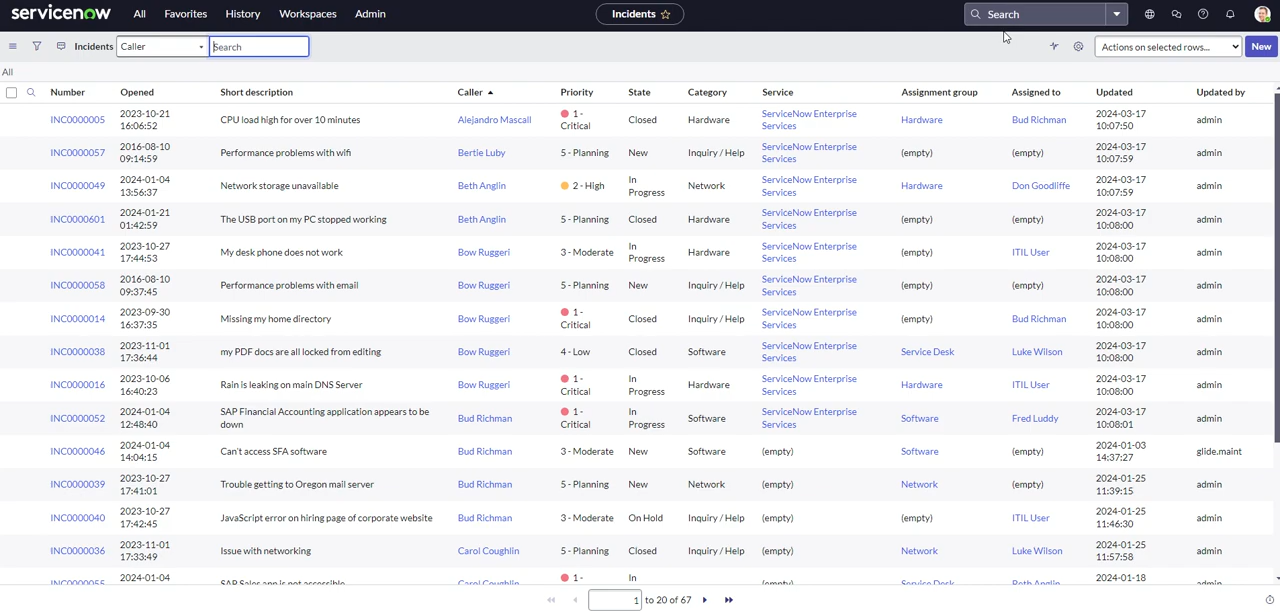 servicenow All Favorites History Workspaces Admin Incidents Search
Incidents Caller Search Actions on selected rows... New
All
Number Opened Short description Caller Priority State Category Service Assignment group Assigned to Updated Updated by
INC0000005 2023-10-21 16:06:52 CPU load high for over 10 minutes Alejandro Mascall 1 - Critical Closed Hardware ServiceNow Enterprise Services Hardware Bud Richman 2024-03-17 10:07:50 admin
INC0000057 2016-08-10 09:14:59 Performance problems with wifi Bertie Luby 5 - Planning New Inquiry / Help ServiceNow Enterprise Services (empty) (empty) 2024-03-17 10:07:59 admin
INC0000049 2024-01-04 13:56:37 Network storage unavailable Beth Anglin 2 - High In Progress Network ServiceNow Enterprise Services Hardware Don Goodliffe 2024-03-17 10:07:59 admin
INC0000601 2024-01-21 01:42:59 The USB port on my PC stopped working Beth Anglin 5 - Planning Closed Hardware ServiceNow Enterprise Services (empty) (empty) 2024-03-17 10:08:00 admin
INC0000041 2023-10-27 17:44:53 My desk phone does not work Bow Ruggeri 3 - Moderate In Progress Hardware ServiceNow Enterprise Services (empty) ITIL User 2024-03-17 10:08:00 admin
INC0000058 2016-08-10 09:37:45 Performance problems with email Bow Ruggeri 5 - Planning New Inquiry / Help ServiceNow Enterprise Services (empty) (empty) 2024-03-17 10:08:00 admin
INC0000014 2023-09-30 16:37:35 Missing my home directory Bow Ruggeri 1 - Critical Closed Inquiry / Help ServiceNow Enterprise Services (empty) Bud Richman 2024-03-17 10:08:00 admin
INC0000038 2023-11-01 17:36:44 my PDF docs are all locked from editing Bow Ruggeri 4 - Low Closed Software ServiceNow Enterprise Services Service Desk Luke Wilson 2024-03-17 10:08:00 admin
INC0000016 2023-10-06 16:40:23 Rain is leaking on main DNS Server Bow Ruggeri 1 - Critical In Progress Hardware ServiceNow Enterprise Services Hardware ITIL User 2024-03-17 10:08:00 admin
INC0000052 2024-01-04 12:48:40 SAP Financial Accounting application appears to be down Bud Richman 1 - Critical In Progress Software ServiceNow Enterprise Services Software Fred Luddy 2024-03-17 10:08:01 admin
INC0000046 2024-01-04 14:04:15 Can't access SFA software Bud Richman 3 - Moderate New Software (empty) Software (empty) 2024-01-03 14:37:27 glide.maint
INC0000039 2023-10-27 17:41:01 Trouble getting to Oregon mail server Bud Richman 5 - Planning New Network (empty) Network (empty) 2024-01-25 11:39:15 admin
INC0000040 2023-10-27 17:42:45 JavaScript error on hiring page of corporate website Bud Richman 3 - Moderate On Hold Inquiry / Help (empty) (empty) ITIL User 2024-01-25 11:46:30 admin
INC0000036 2023-11-01 17:33:49 Issue with networking Carol Coughlin 5 - Planning Closed Inquiry / Help (empty) Network Luke Wilson 2024-01-25 11:57:58 admin
INC0000055 2024-01-04 SAP Sales app is not accessible Carol Coughlin 1 - In (empty) Service Desk Beth Anglin 2024-01-18 admin
1 to 20 of 67